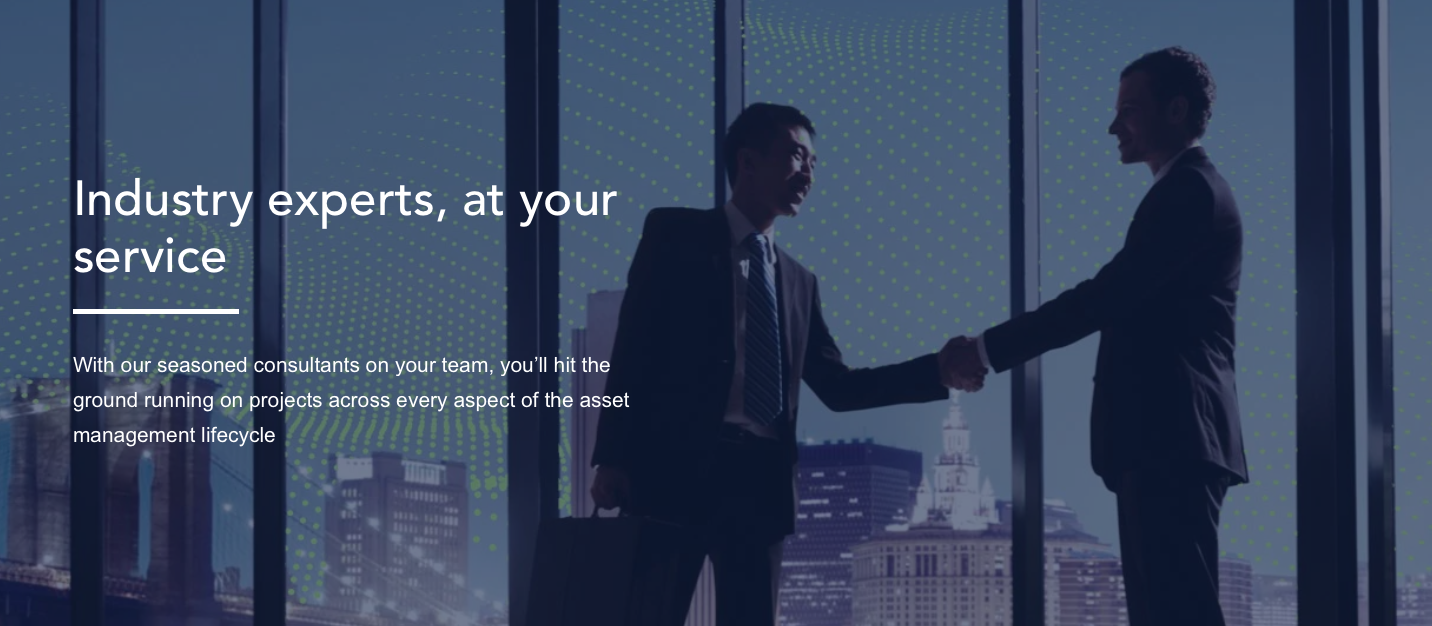 Industry experts, at your
service
With our seasoned consultants on your team, you’ll hit the
ground running on projects across every aspect of the asset
management lifecycle